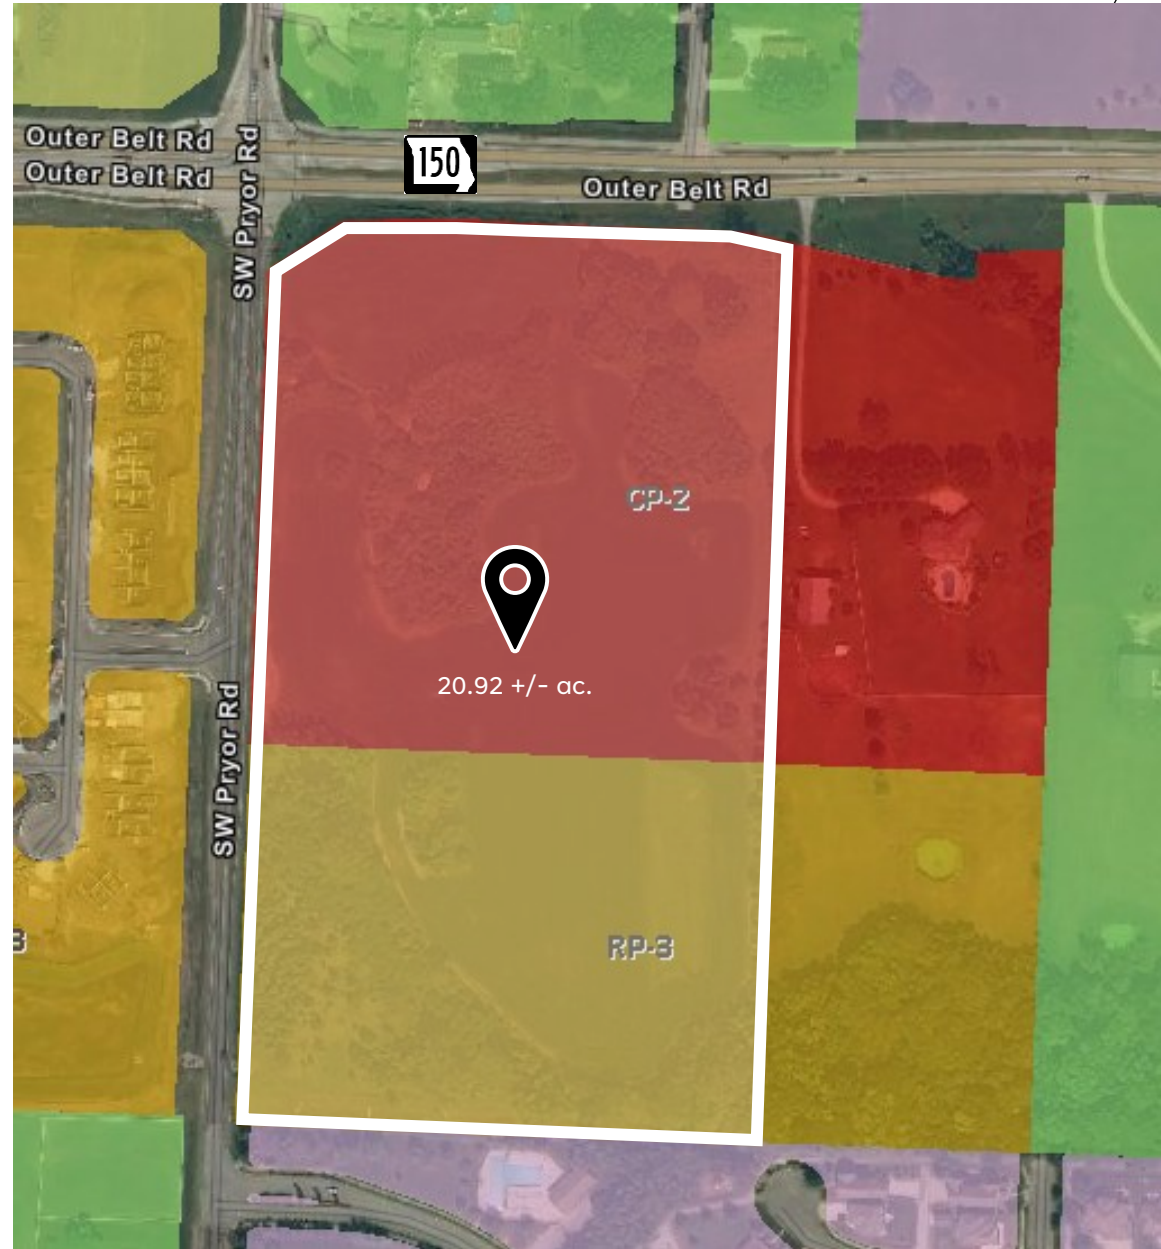 Outer Belt Rd
Outer Belt Rd
SW Pryor Rd
150
Outer Belt Rd
CP-2
20.92 +/- ac.
SW Pryor Rd
RP-3
3